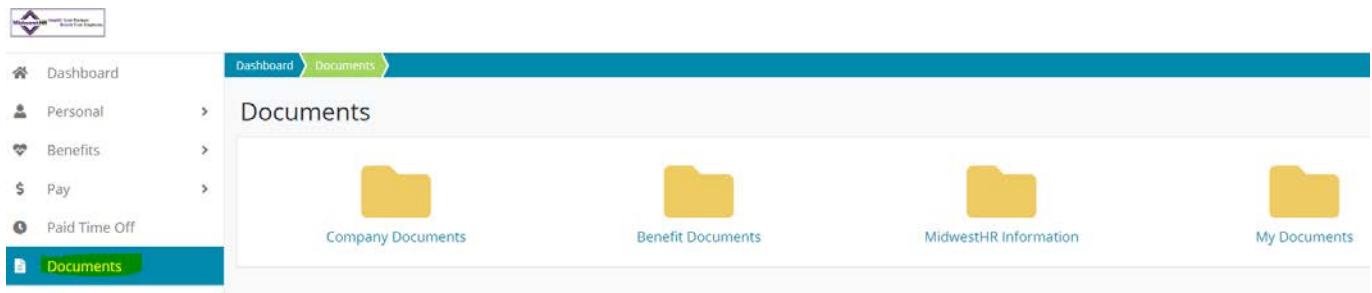 MidwestHR
Dashboard
Personal
Benefits
Pay
Paid Time Off
Documents
Dashboard Documents
Documents
Company Documents Benefit Documents MidwestHR Information My Documents